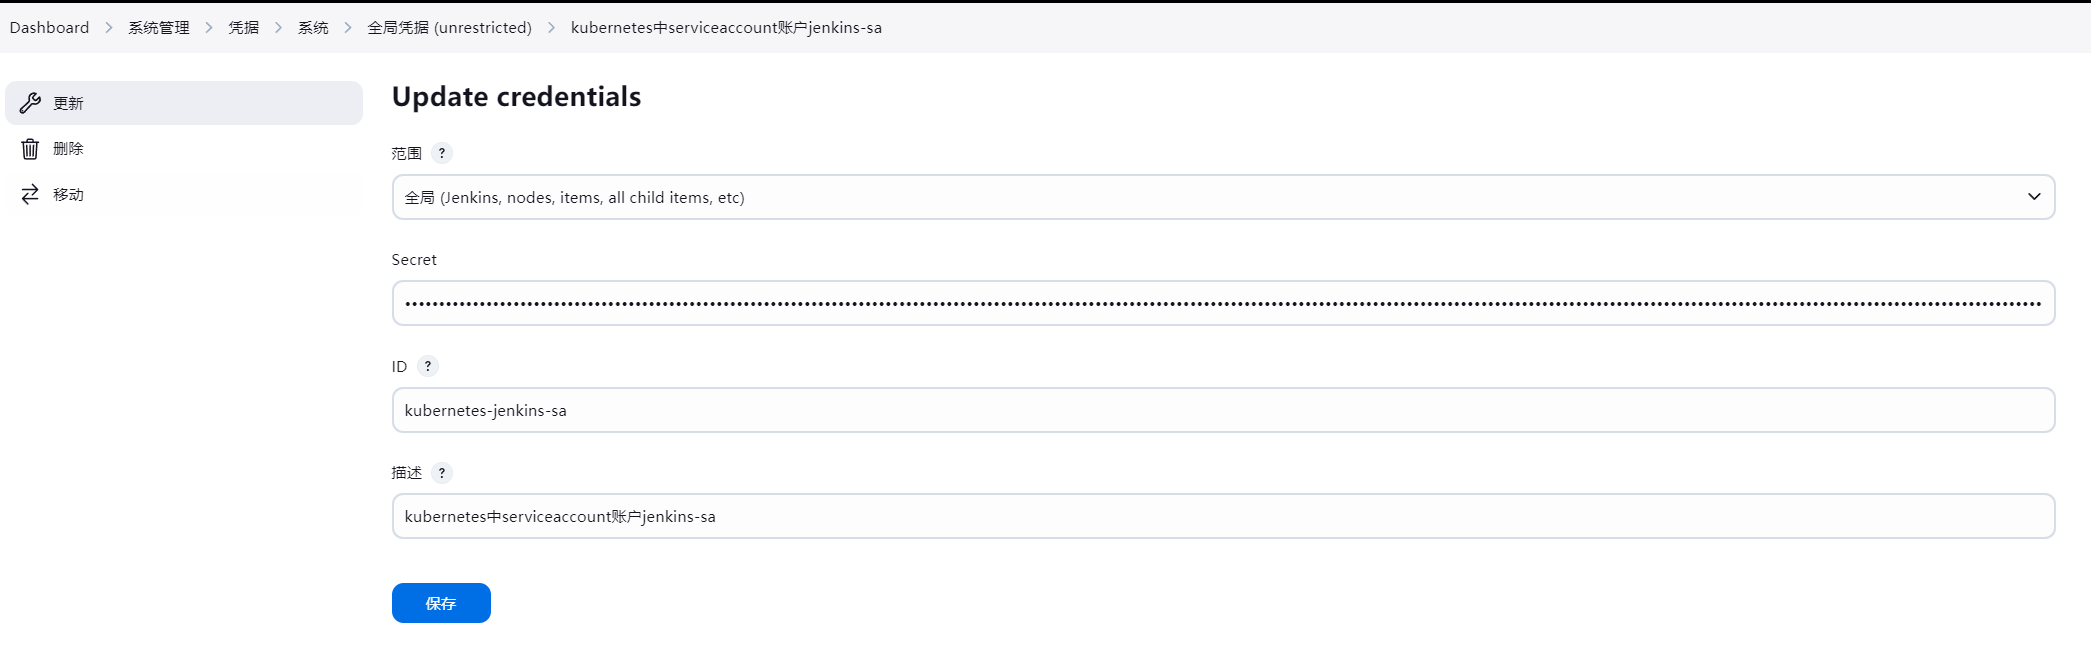 Dashboard > 系统管理 > 凭据 > 系统 > 全局凭据 (unrestricted) > kubernetes中serviceaccount账户jenkins-sa
更新
删除
移动
Update credentials
范围 ?
全局 (Jenkins, nodes, items, all child items, etc)
Secret
ID ?
kubernetes-jenkins-sa
描述 ?
kubernetes中serviceaccount账户jenkins-sa
保存